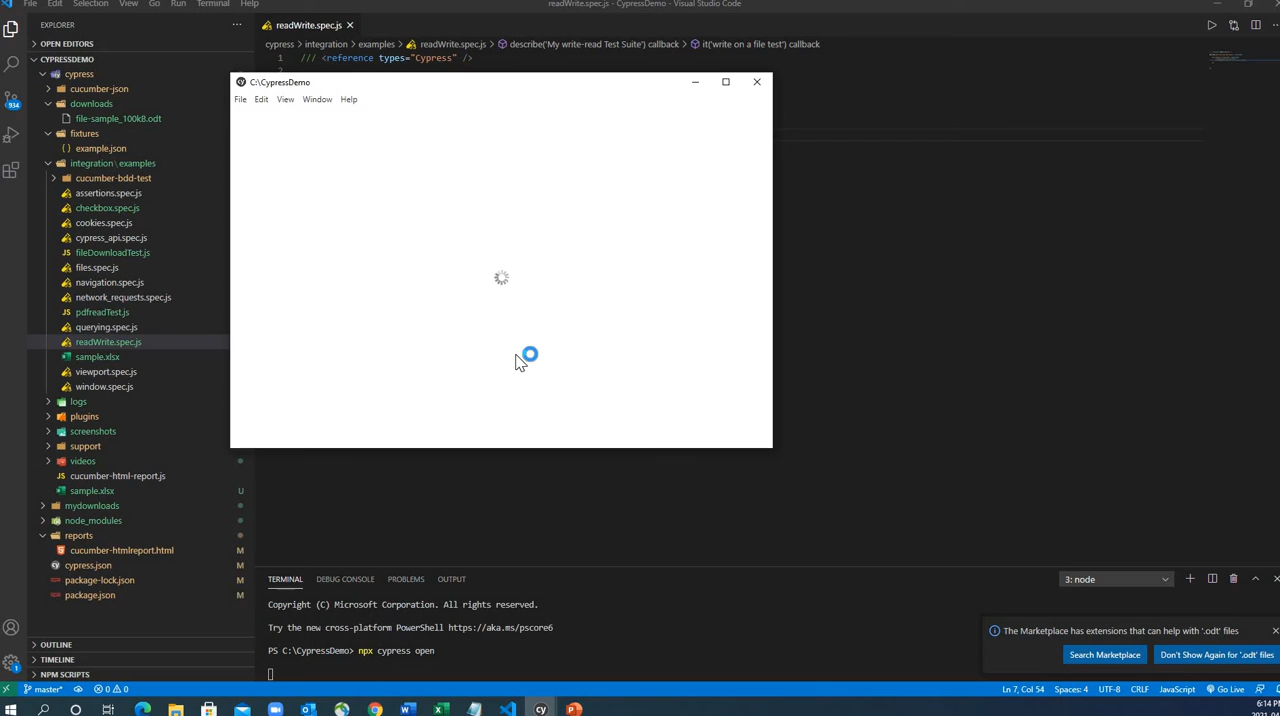 File Edit Selection View Go Run Terminal Help
readWrite.spec.js - CypressDemo - Visual Studio Code
EXPLORER
readWrite.spec.js
OPEN EDITORS
cypress > integration > examples > readWrite.spec.js > describe('My write-read Test Suite') callback > it('write on a file test') callback
CYPRESSDEMO
1 /// <reference types="Cypress" />
2
cypress
cucumber-json
downloads
file-sample_100kB.odt
fixtures
example.json
integration \ examples
cucumber-bdd-test
assertions.spec.js
checkbox.spec.js
cookies.spec.js
cypress_api.spec.js
fileDownloadTest.js
files.spec.js
navigation.spec.js
network_requests.spec.js
pdfreadTest.js
querying.spec.js
readWrite.spec.js
sample.xlsx
viewport.spec.js
window.spec.js
logs
plugins
screenshots
support
videos
cucumber-html-report.js
sample.xlsx U
mydownloads
node_modules
reports
cucumber-htmlreport.html M
cypress.json M
package-lock.json M
package.json M
OUTLINE
TIMELINE
NPM SCRIPTS
934
1
cy C:\CypressDemo
File Edit View Window Help
TERMINAL DEBUG CONSOLE PROBLEMS OUTPUT
3: node
Copyright (C) Microsoft Corporation. All rights reserved.
Try the new cross-platform PowerShell https://aka.ms/pscore6
PS C:\CypressDemo> npx cypress open
The Marketplace has extensions that can help with '.odt' files
Search Marketplace
Don't Show Again for '.odt' files
master* 0 0
Ln 7, Col 54 Spaces: 4 UTF-8 CRLF JavaScript Go Live
6:14 P
2021-04-